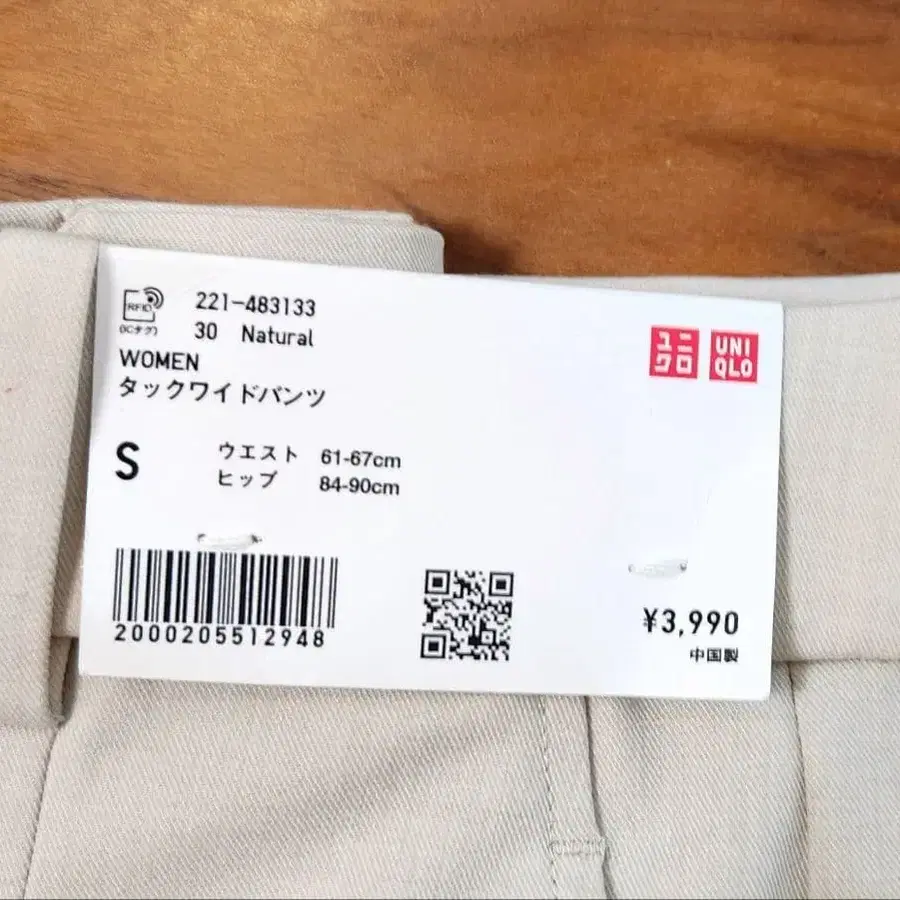 RFID
(ICタグ)
221-483133
30 Natural
WOMEN
タックワイドパンツ
ユニクロ
UNIQLO
S
ウエスト 61-67cm
ヒップ 84-90cm
2000205512948
¥3,990
中国製